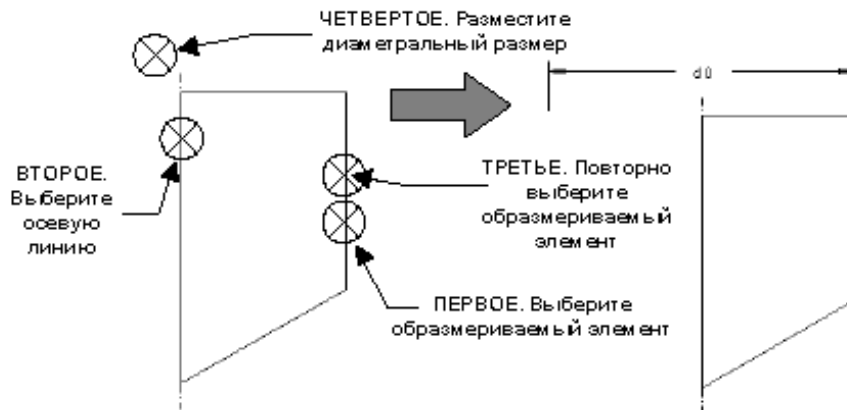 ЧЕТВЕРТОЕ. Разместите
диаметральный размер
d0
ВТОРОЕ.
Выберите
осевую
линию
ТРЕТЬЕ. Повторно
выберите
образмериваемый
элемент
ПЕРВОЕ. Выберите
образмериваемый элемент